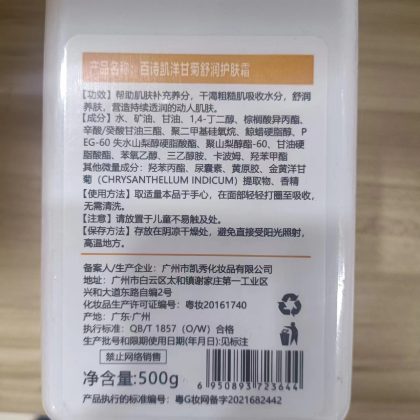 产品名称：百诗凯洋甘菊舒润护肤霜
【功效】帮助肌肤补充养分，干渴粗糙肌吸收水分，舒润
养肤，营造持续透润的动人肌肤。
【成分】水、矿油、甘油、1,4-丁二醇、棕榈酸异丙酯、
辛酸/癸酸甘油三酯、聚二甲基硅氧烷、鲸蜡硬脂醇、P
EG-60 失水山梨醇硬脂酸酯、聚山梨醇酯-60、甘油硬
脂酸酯、苯氧乙醇、三乙醇胺、卡波姆、羟苯甲酯
其他微量成分：羟苯丙酯、尿囊素、黄原胶、金黄洋甘
菊（CHRYSANTHELLUM INDICUM）提取物、香精
【使用方法】取适量本品于手心，在面部轻轻打圈至吸收，
无需清洗。
【注意】请放置于儿童不易触及处。
【保存方法】存放在阴凉干燥处，避免直接受阳光照射，
高温地方。
备案人/生产企业：广州市凯秀化妆品有限公司
地址：广州市白云区太和镇谢家庄第一工业区
兴和大道东路自编2号
化妆品生产许可证编号：粤妆20161740
产地：广东·广州
执行标准：QB/T 1857（O/W）合格
生产批号和限期使用日期(年月日):见标注
禁止网络销售
净含量:500g
6950893723644
产品执行的标准编号：粤G妆网备字2021682442